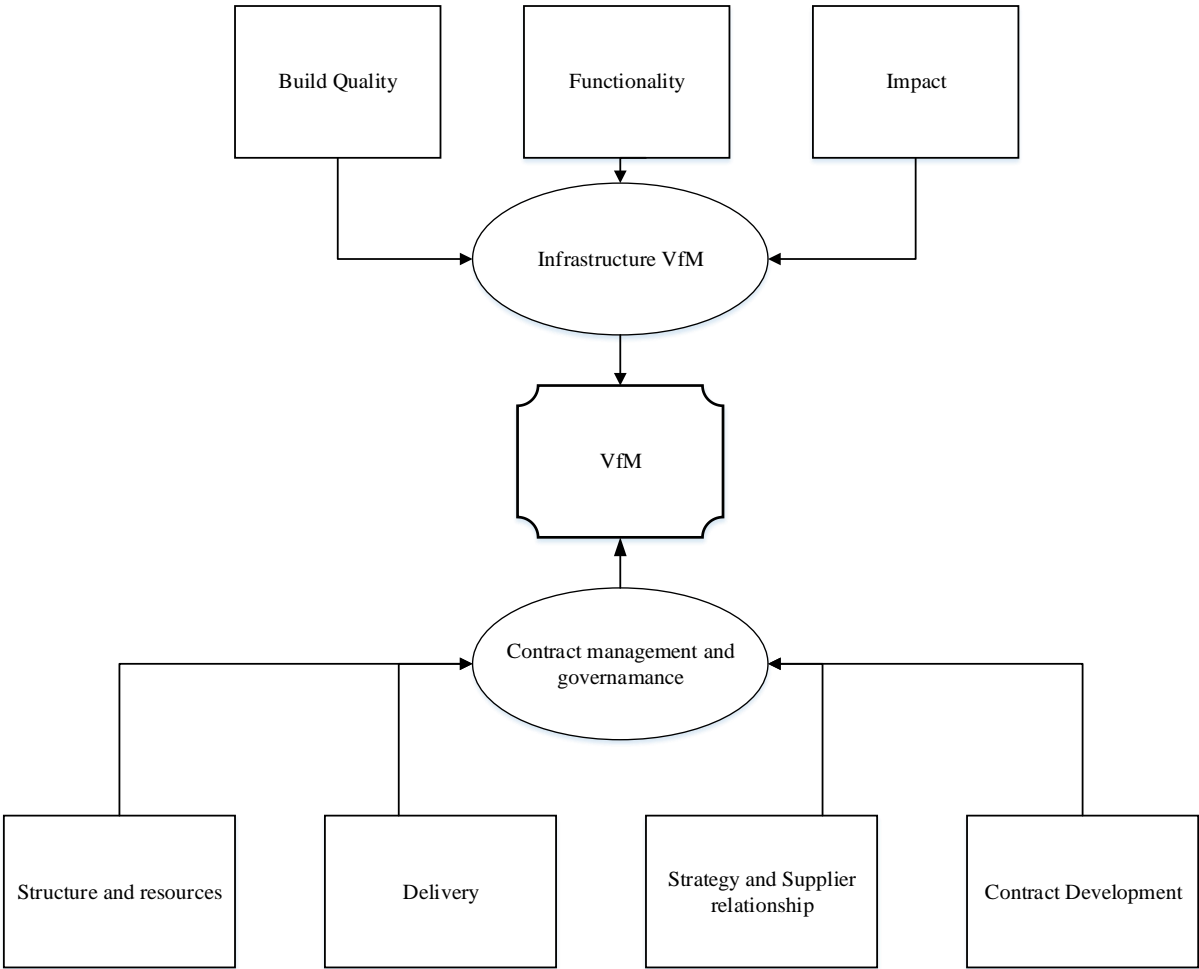 Build Quality
Functionality
Impact
Infrastructure VfM
VfM
Contract management and
governamance
Structure and resources
Delivery
Strategy and Supplier
relationship
Contract Development